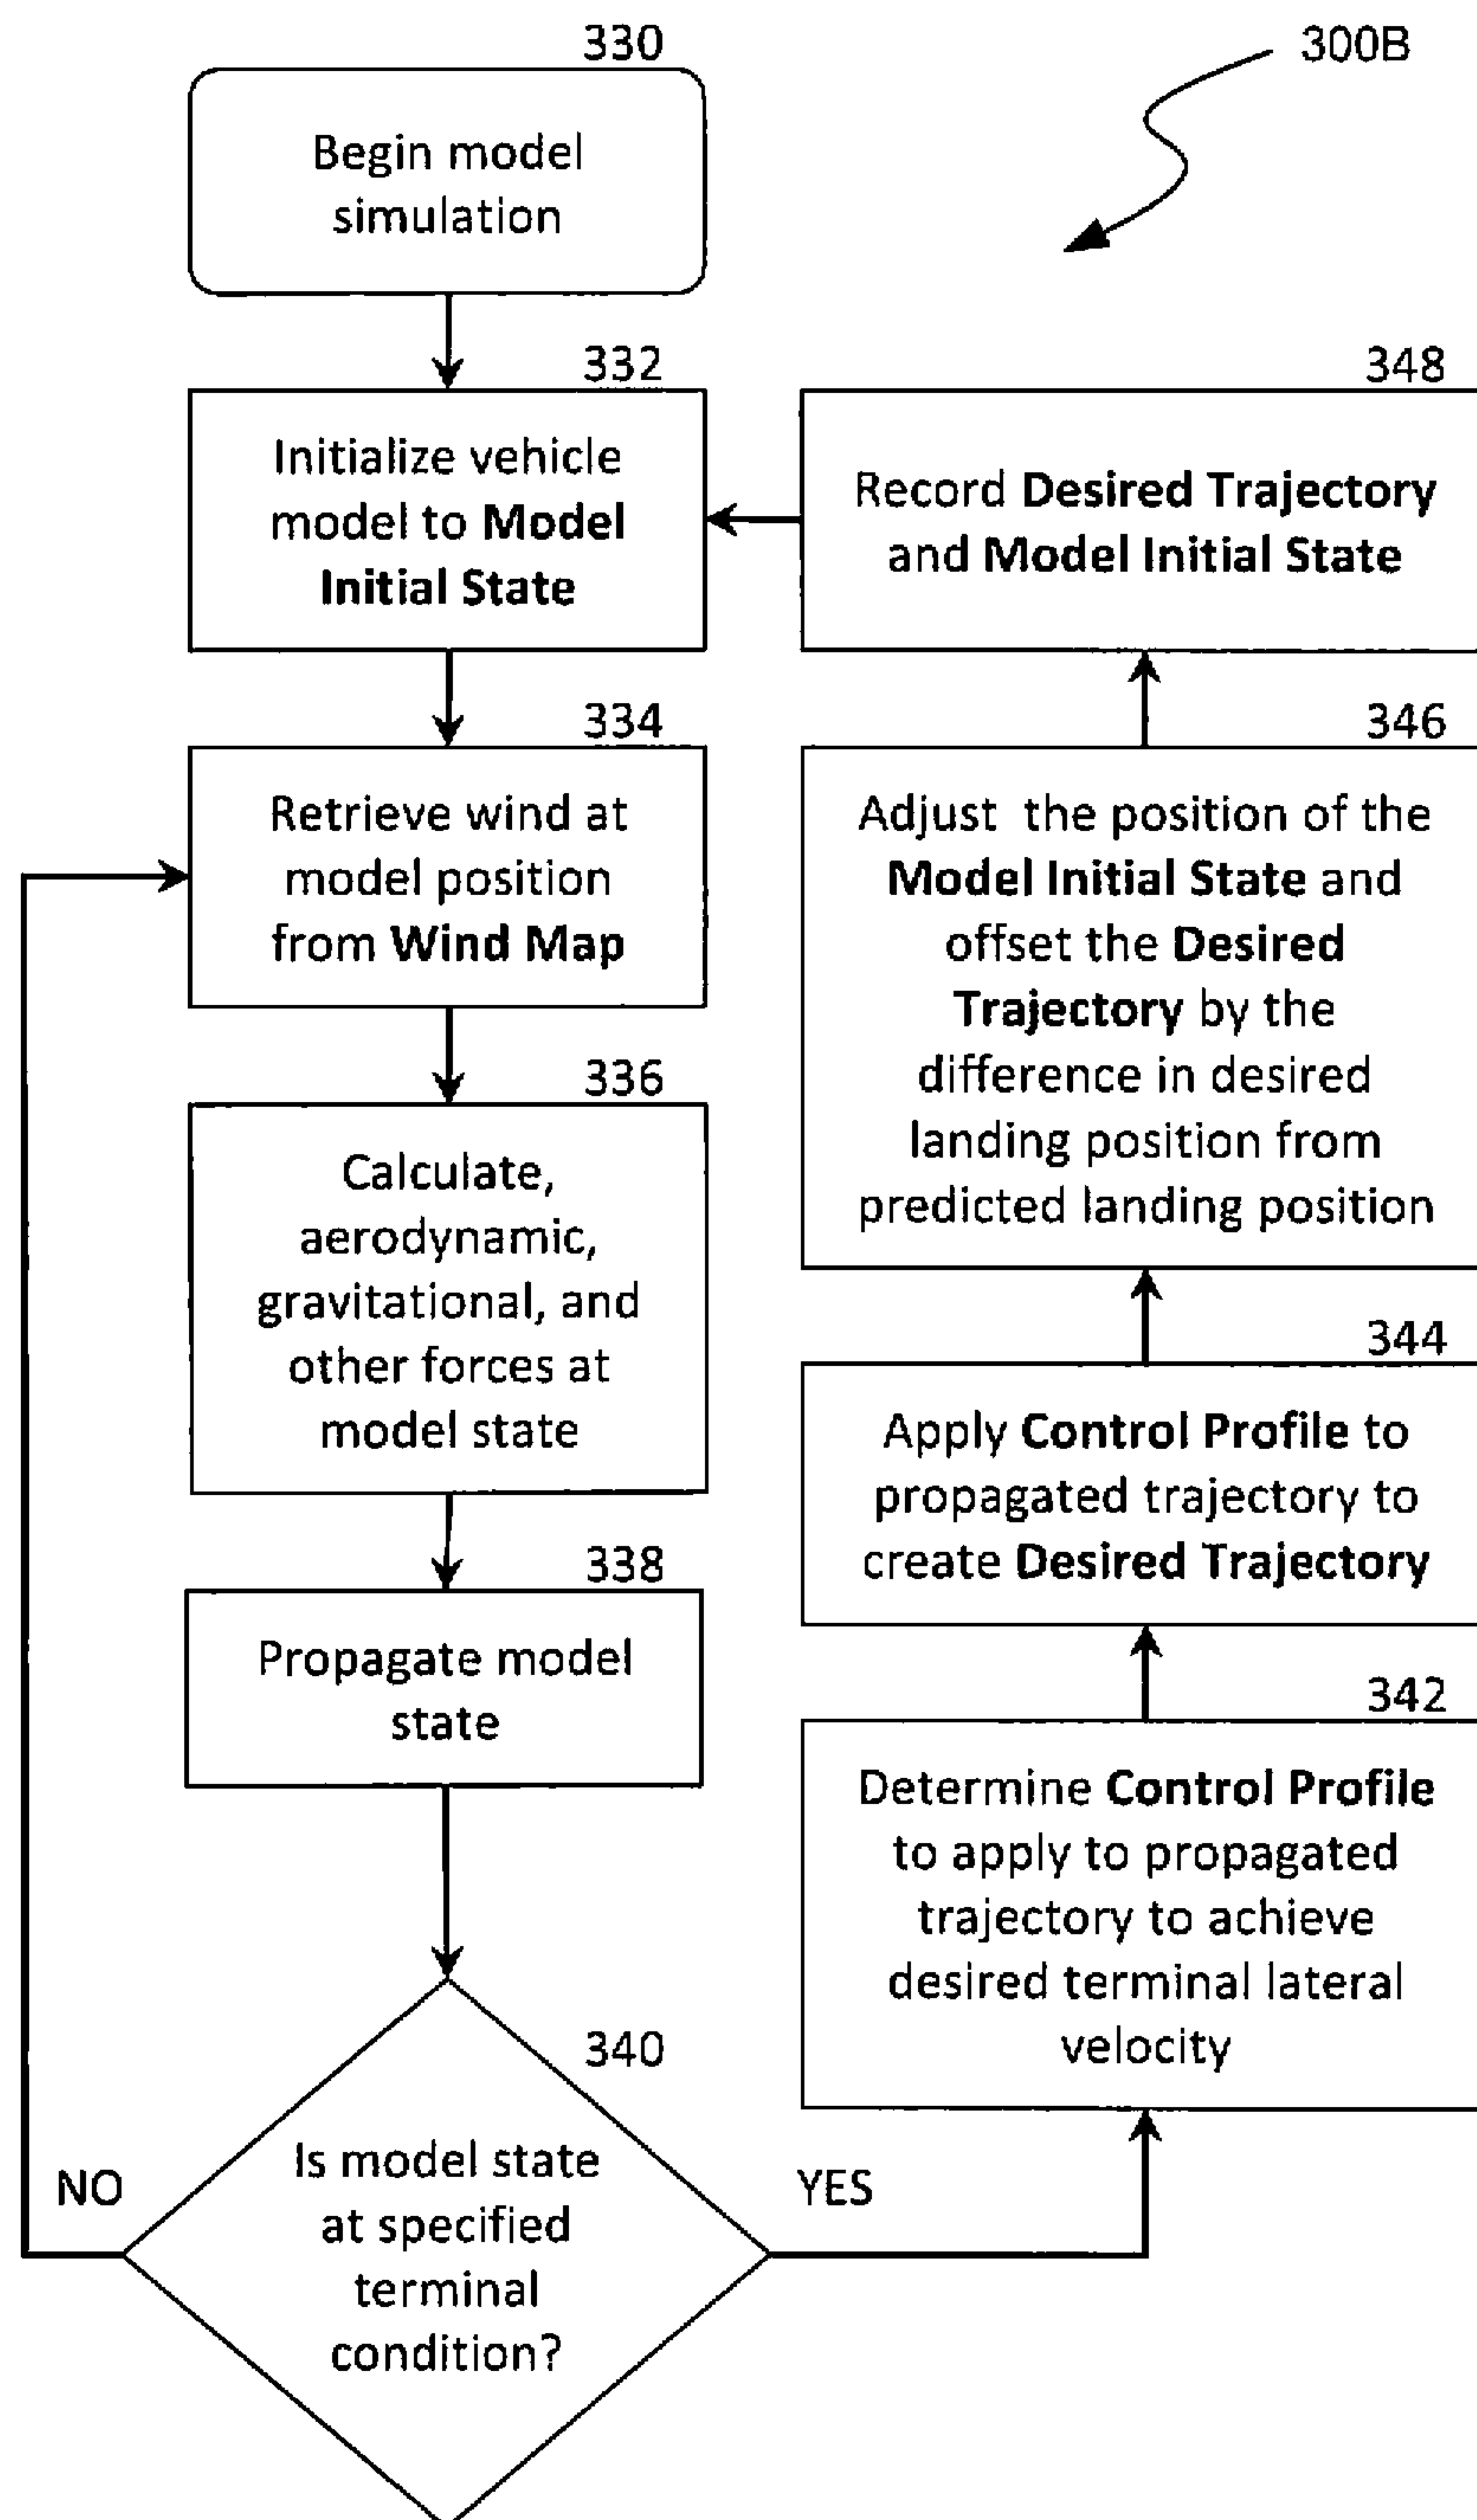 330
300B
Begin model
simulation
332
Initialize vehicle
model to Model
Initial State
348
Record Desired Trajectory
and Model Initial State
334
Retrieve wind at
model position
from Wind Map
346
Adjust the position of the
Model Initial State and
offset the Desired
Trajectory by the
difference in desired
landing position from
predicted landing position
336
Calculate,
aerodynamic,
gravitational, and
other forces at
model state
344
Apply Control Profile to
propagated trajectory to
create Desired Trajectory
338
Propagate model
state
342
Determine Control Profile
to apply to propagated
trajectory to achieve
desired terminal lateral
velocity
340
Is model state
at specified
terminal
condition?
NO
YES